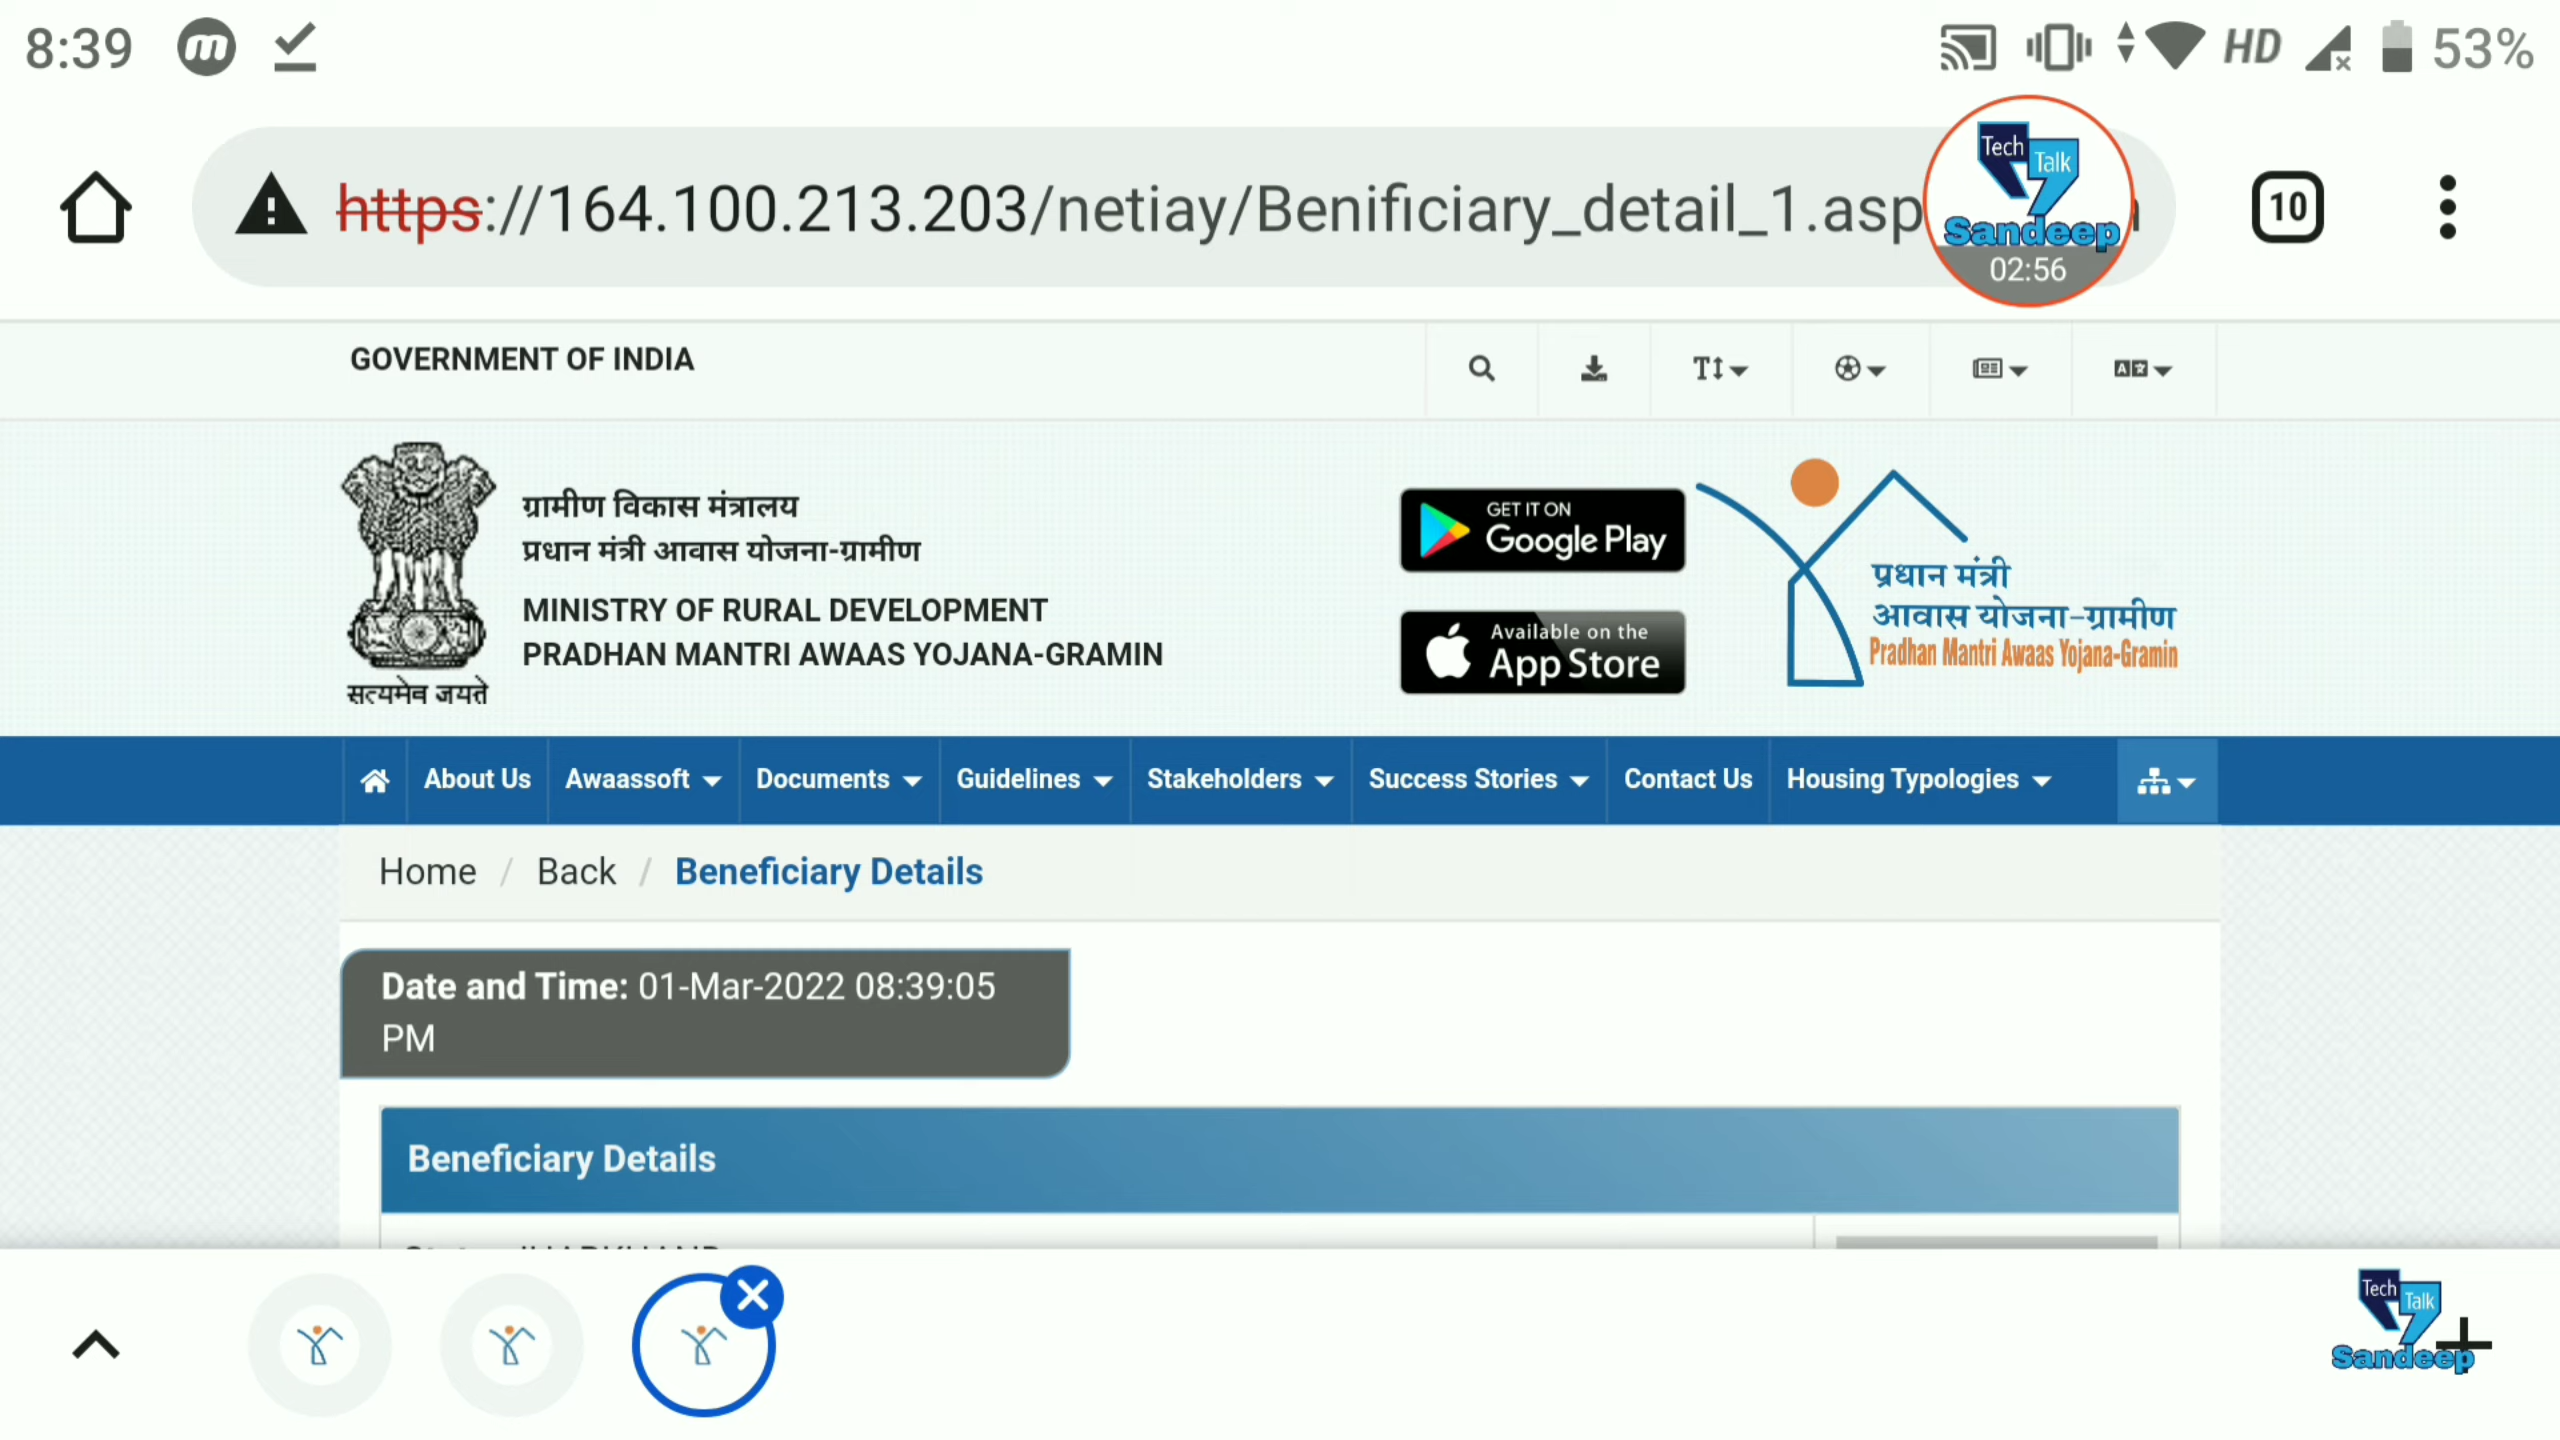 8:39
HD
53%
https://164.100.213.203/netiay/Benificiary_detail_1.asp
Tech
Talk
Sandeep
02:56
10
GOVERNMENT OF INDIA
ग्रामीण विकास मंत्रालय
प्रधान मंत्री आवास योजना-ग्रामीण
MINISTRY OF RURAL DEVELOPMENT
PRADHAN MANTRI AWAAS YOJANA-GRAMIN
सत्यमेव जयते
GET IT ON
Google Play
Available on the
App Store
प्रधान मंत्री
आवास योजना-ग्रामीण
Pradhan Mantri Awaas Yojana-Gramin
About Us
Awaassoft
Documents
Guidelines
Stakeholders
Success Stories
Contact Us
Housing Typologies
Home / Back / Beneficiary Details
Date and Time: 01-Mar-2022 08:39:05
PM
Beneficiary Details
Tech
Talk
Sandeep